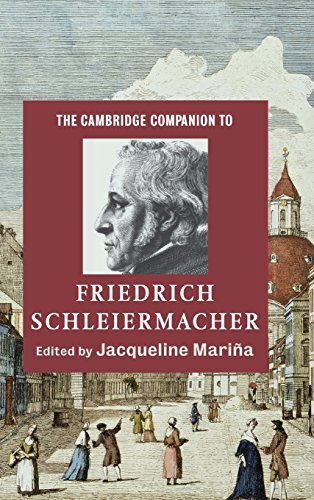 THE CAMBRIDGE COMPANION TO
FRIEDRICH
SCHLEIERMACHER
Edited by Jacqueline Mariña